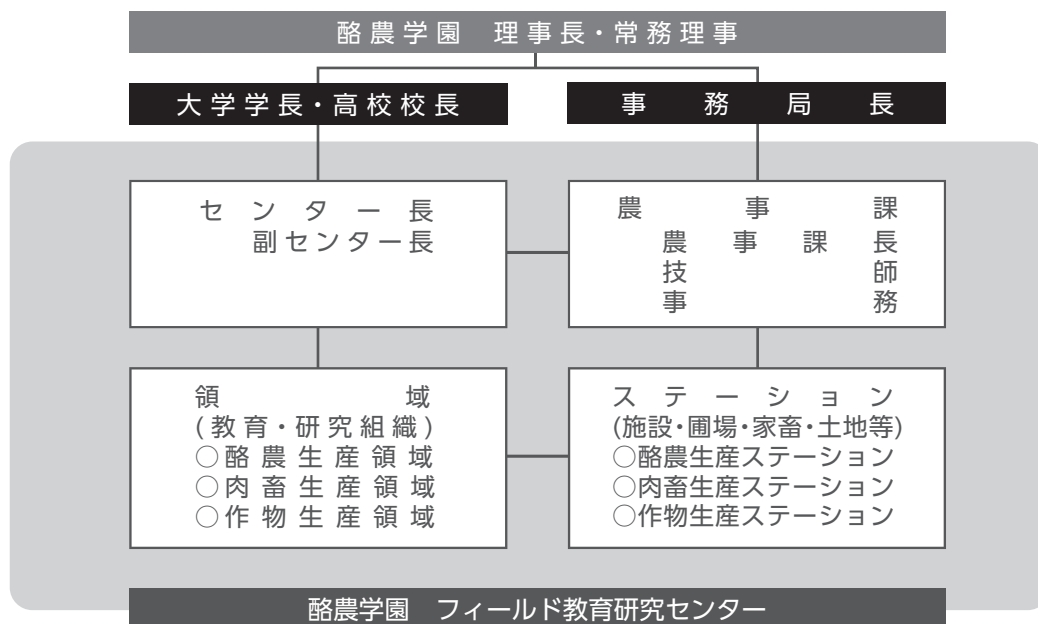 酪農学園 理事長・常務理事
大学学長・高校校長
事務局長
センター長
副センター長
農事課
農事課長
技師
事務
領域
(教育・研究組織)
○酪農生産領域
○肉畜生産領域
○作物生産領域
ステーション
(施設・圃場・家畜・土地等)
○酪農生産ステーション
○肉畜生産ステーション
○作物生産ステーション
酪農学園 フィールド教育研究センター